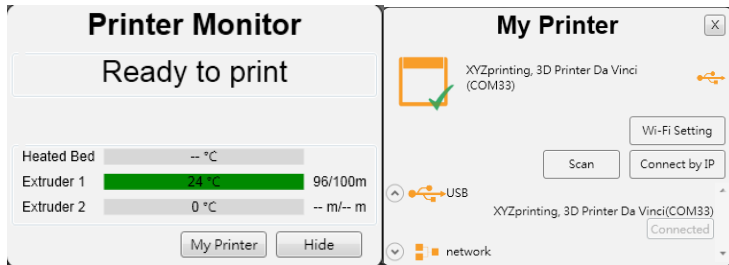 Printer Monitor
Ready to print
Heated Bed -- °C
Extruder 1 24 °C 96/100m
Extruder 2 0 °C -- m/-- m
My Printer Hide
My Printer X
XYZprinting, 3D Printer Da Vinci
(COM33)
Wi-Fi Setting
Scan Connect by IP
USB
XYZprinting, 3D Printer Da Vinci(COM33)
Connected
network